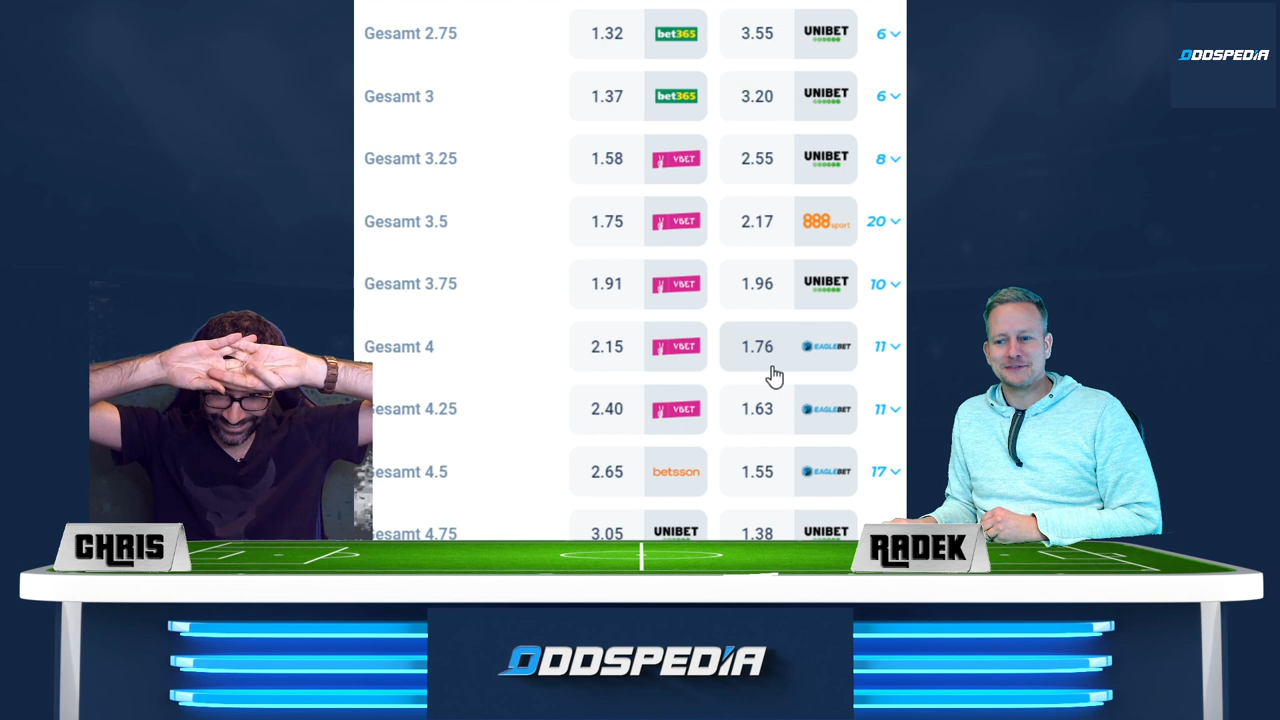 Gesamt 2.75 1.32 bet365 3.55 UNIBET 6
ODDSPEDIA
Gesamt 3 1.37 bet365 3.20 UNIBET 6
Gesamt 3.25 1.58 VBET 2.55 UNIBET 8
Gesamt 3.5 1.75 VBET 2.17 888sport 20
Gesamt 3.75 1.91 VBET 1.96 UNIBET 10
Gesamt 4 2.15 VBET 1.76 EAGLEBET 11
Gesamt 4.25 2.40 VBET 1.63 EAGLEBET 11
Gesamt 4.5 2.65 betsson 1.55 EAGLEBET 17
Gesamt 4.75 3.05 UNIBET 1.38 UNIBET
CHRIS
RADEK
ODDSPEDIA